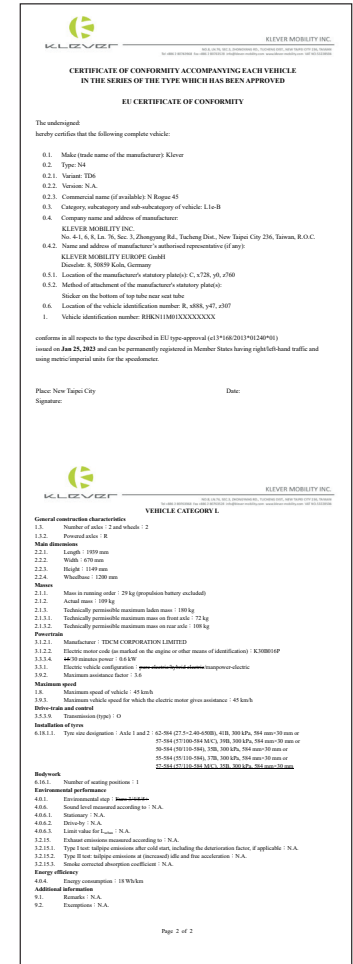 KLEVER
KLEVER MOBILITY INC.
CERTIFICATE OF CONFORMITY ACCOMPANYING EACH VEHICLE
IN THE SERIES OF THE TYPE WHICH HAS BEEN APPROVED
EU CERTIFICATE OF CONFORMITY
The undersigned:
hereby certifies that the following complete vehicle:
0.1. Make (trade name of the manufacturer): Klever
0.2. Type: N4
0.2.1. Variant: TD6
0.2.2. Version: N.A.
0.2.3. Commercial name (if available): N Rogue 45
0.3. Category, subcategory and sub-subcategory of vehicle: L1e-B
0.4. Company name and address of manufacturer:
KLEVER MOBILITY INC.
No. 4-1, 6, 8, Ln. 76, Sec. 3, Zhongyang Rd., Tucheng Dist., New Taipei City 236, Taiwan, R.O.C.
0.4.2. Name and address of manufacturer's authorised representative (if any):
KLEVER MOBILITY EUROPE GmbH
Dieselstr. 8, 50859 Koln, Germany
0.5.1. Location of the manufacturer's statutory plate(s): C, x728, y0, z760
0.5.2. Method of attachment of the manufacturer's statutory plate(s):
Sticker on the bottom of top tube near seat tube
0.6. Location of the vehicle identification number: R, x888, y47, z307
1. Vehicle identification number: RHKN11M01XXXXXXXX
conforms in all respects to the type described in EU type-approval (e13*168/2013*01240*01)
issued on Jun 25, 2023 and can be permanently registered in Member States having right/left-hand traffic and
using metric/imperial units for the speedometer.
Place: New Taipei City Date:
Signature:
KLEVER
KLEVER MOBILITY INC.
VEHICLE CATEGORY L
General construction characteristics
1.3. Number of axles：2 and wheels：2
1.3.2. Powered axles：R
Main dimensions
2.2.1. Length：1939 mm
2.2.2. Width：670 mm
2.2.3. Height：1149 mm
2.2.4. Wheelbase：1200 mm
Masses
2.1.1. Mass in running order：29 kg (propulsion battery excluded)
2.1.2. Actual mass：109 kg
2.1.3. Technically permissible maximum laden mass：180 kg
2.1.3.1. Technically permissible maximum mass on front axle：72 kg
2.1.3.2. Technically permissible maximum mass on rear axle：108 kg
Powertrain
3.1.2.1. Manufacturer：TDCM CORPORATION LIMITED
3.1.2.2. Electric motor code (as marked on the engine or other means of identification)：K30B016P
3.3.3.4. 15/30 minutes power：0.6 kW
3.3.1. Electric vehicle configuration：pure electric/hybrid electric/manpower-electric
3.9.2. Maximum assistance factor：3.6
Maximum speed
1.8. Maximum speed of vehicle：45 km/h
3.9.3. Maximum vehicle speed for which the electric motor gives assistance：45 km/h
Drive-train and control
3.5.3.9. Transmission (type)：O
Installation of tyres
6.18.1.1. Tyre size designation：Axle 1 and 2：62-584 (27.5×2.40-650B), 41B, 300 kPa, 584 mm×30 mm or
57-584 (57/110-584 M/C), 39B, 300 kPa, 584 mm×30 mm or
50-584 (50/110-584), 35B, 300 kPa, 584 mm×30 mm or
55-584 (55/110-584), 37B, 300 kPa, 584 mm×30 mm or
57-584 (57/110-584 M/C), 35B, 300 kPa, 584 mm×30 mm
Bodywork
6.16.1. Number of seating positions：1
Environmental performance
4.0.1. Environmental step：
4.0.6. Sound level measured according to：N.A.
4.0.6.1. Stationary：N.A.
4.0.6.2. Drive-by：N.A.
4.0.6.3. Limit value for Lurban：N.A.
3.2.15. Exhaust emissions measured according to：N.A.
3.2.15.1. Type I test: tailpipe emissions after cold start, including the deterioration factor, if applicable：N.A.
3.2.15.2. Type II test: tailpipe emissions at (increased) idle and free acceleration：N.A.
3.2.15.3. Smoke corrected absorption coefficient：N.A.
Energy efficiency
4.0.4. Energy consumption：18 Wh/km
Additional information
9.1. Remarks：N.A.
9.2. Exemptions：N.A.
Page 2 of 2